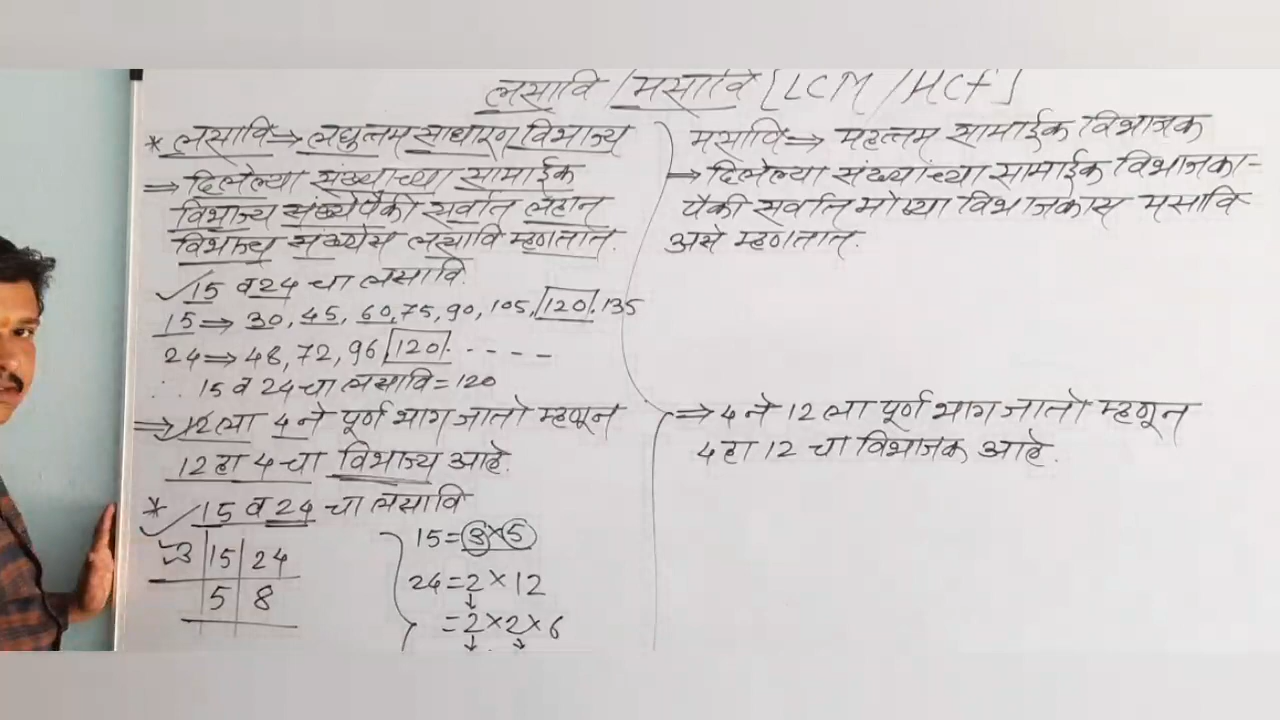 लसावि / मसावि [LCM / HCF]
* लसावि ⇒ लघुत्तम साधारण विभाज्य
⇒ दिलेल्या संख्याच्या सामाईक
विभाज्य संख्येपैकी सर्वात लहान
विभाज्य संख्येस लसावि म्हणतात.
✓ 15 व 24 चा लसावि.
15 ⇒ 30, 45, 60, 75, 90, 105, 120, 135
24 ⇒ 48, 72, 96, 120, - - - -
∴ 15 व 24 चा लसावि = 120
⇒ 12 ला 4 ने पूर्ण भाग जातो म्हणून
12 हा 4 चा विभाज्य आहे.
* ✓ 15 व 24 चा लसावि
3 | 15 | 24
5 | 8
15 = 3 × 5
24 = 2 × 12
= 2 × 2 × 6
मसावि ⇒ महत्तम सामाईक विभाजक
→ दिलेल्या संख्यांच्या सामाईक विभाजका-
पैकी सर्वात मोठ्या विभाजकास मसावि
असे म्हणतात.
⇒ 4 ने 12 ला पूर्ण भाग जातो म्हणून
4 हा 12 चा विभाजक आहे.